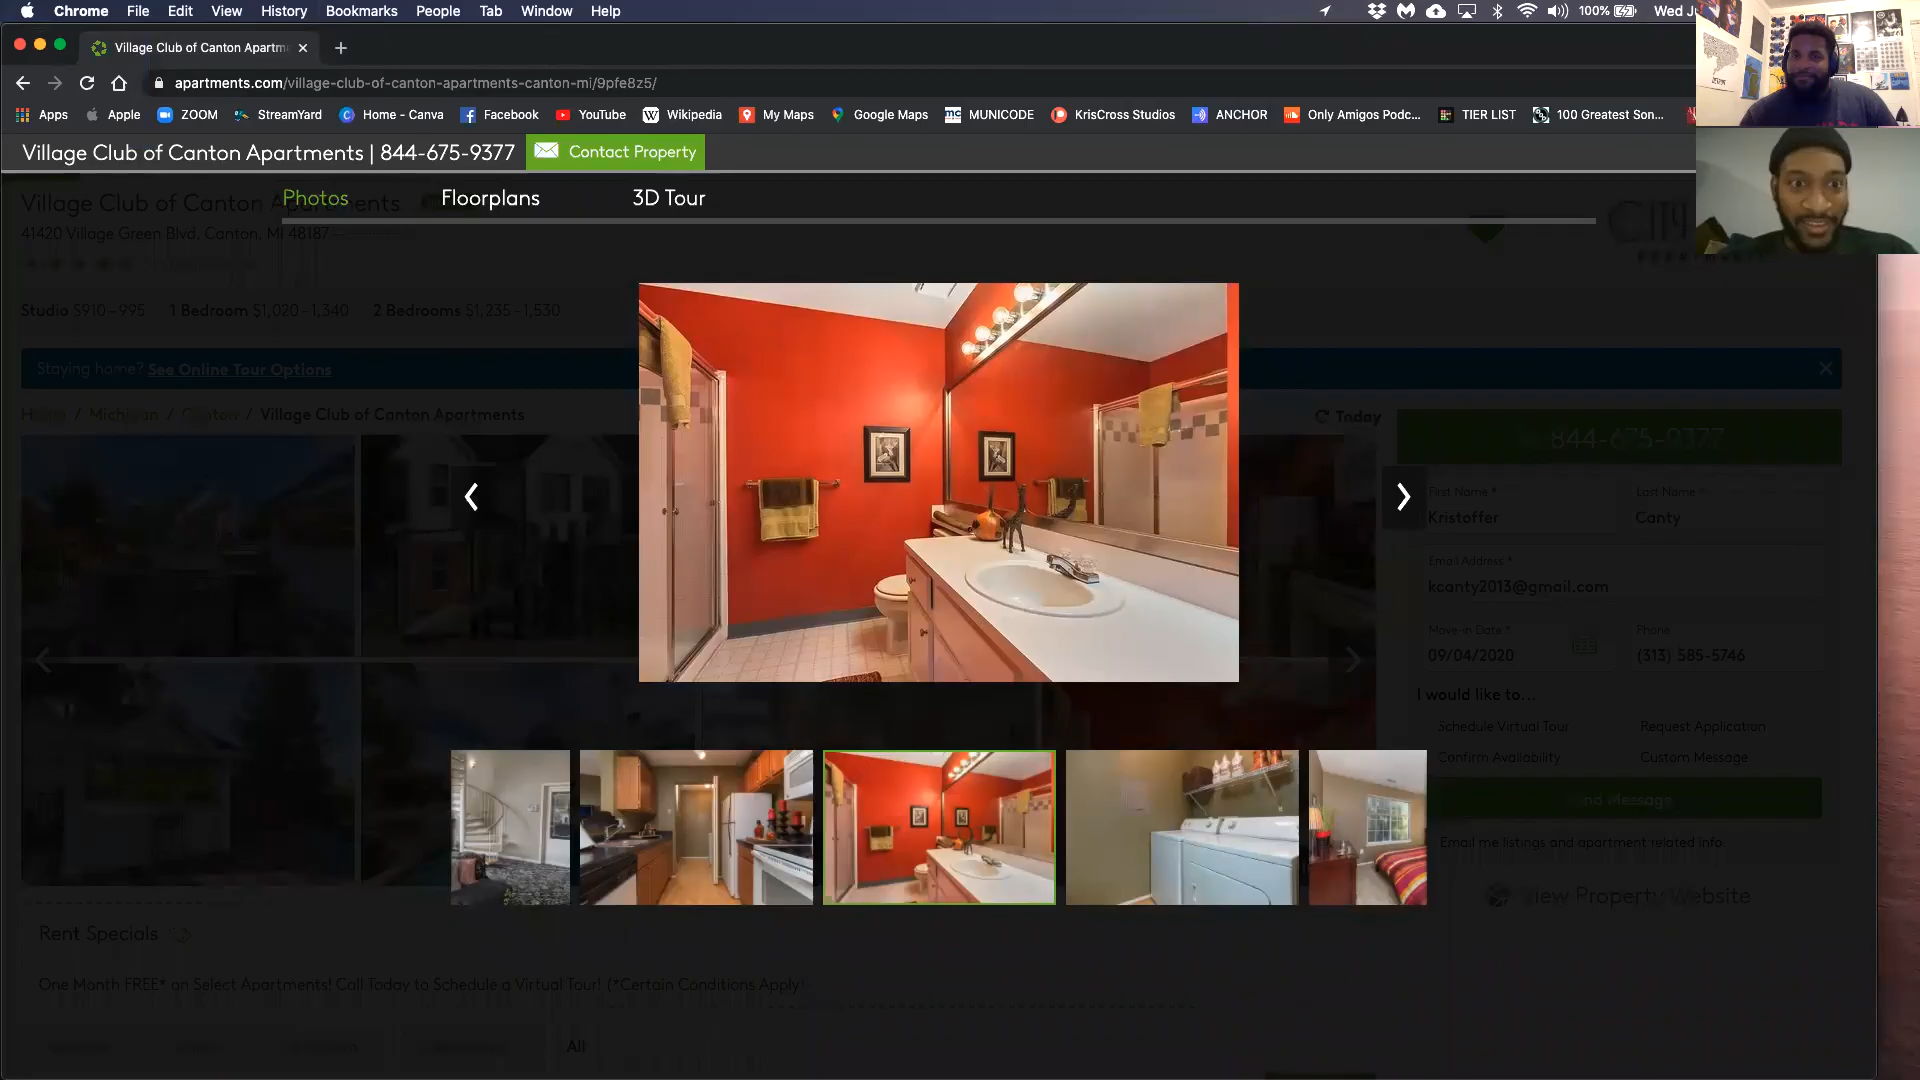 Chrome File Edit View History Bookmarks People Tab Window Help
100%
Village Club of Canton Apartm
apartments.com/village-club-of-canton-apartments-canton-mi/9pfe8z5/
Apps Apple ZOOM StreamYard Home - Canva Facebook YouTube Wikipedia My Maps Google Maps MUNICODE KrisCross Studios ANCHOR Only Amigos Podc... TIER LIST 100 Greatest Son...
Village Club of Canton Apartments | 844-675-9377 Contact Property
Photos Floorplans 3D Tour
Village Club of Canton Apartments
41420 Village Green Blvd, Canton, MI 48187
Studio $910 – 995 1 Bedroom $1,020 – 1,340 2 Bedrooms $1,235 - 1,530
Staying home? See Online Tour Options
Home / Michigan / Canton / Village Club of Canton Apartments
Today
844-675-9377
First Name * Last Name *
Kristoffer Canty
Email Address *
kcanty2013@gmail.com
Move-in Date * Phone
09/04/2020 (313) 585-5746
I would like to...
Schedule Virtual Tour Request Application
Confirm Availability Custom Message
Message
Email me listings and apartment related info.
View Property Website
Rent Specials
One Month FREE* on Select Apartments! Call Today to Schedule a Virtual Tour! (*Certain Conditions Apply)
All